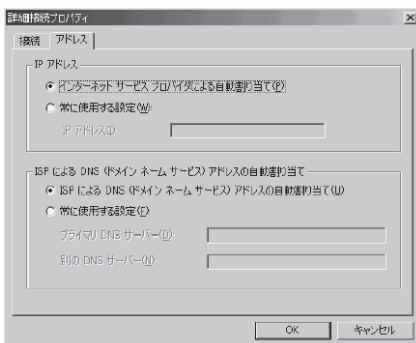 詳細接続プロパティ
接続 アドレス
IP アドレス
インターネット サービス プロバイダによる自動割り当て(P)
常に使用する設定(W):
IP アドレス(I):
ISP による DNS (ドメイン ネーム サービス) アドレスの自動割り当て
ISP による DNS (ドメイン ネーム サービス) アドレスの自動割り当て(U)
常に使用する設定(F):
プライマリ DNS サーバー(D):
別の DNS サーバー(N):
OK キャンセル